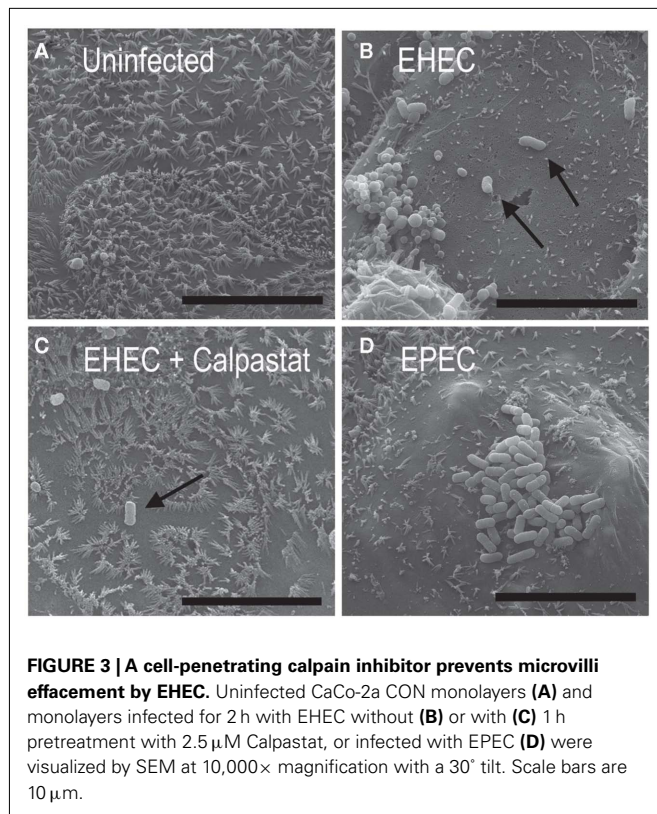 A
Uninfected
B
EHEC
C
EHEC + Calpastat
D
EPEC
FIGURE 3 | A cell-penetrating calpain inhibitor prevents microvilli
effacement by EHEC. Uninfected CaCo-2a CON monolayers (A) and
monolayers infected for 2 h with EHEC without (B) or with (C) 1 h
pretreatment with 2.5 μM Calpastat, or infected with EPEC (D) were
visualized by SEM at 10,000× magnification with a 30° tilt. Scale bars are
10 μm.